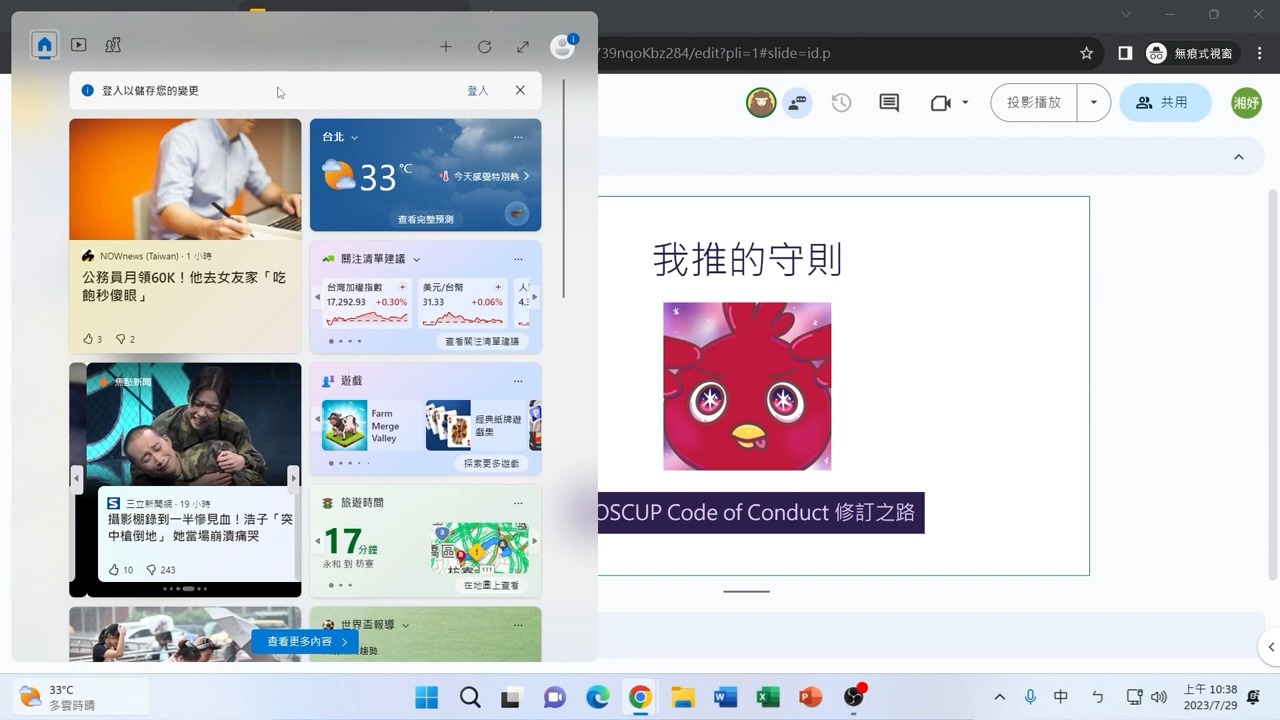 登入以儲存您的變更
登入
NOWnews (Taiwan) · 1 小時
公務員月領60K！他去女友家「吃
飽秒傻眼」
3
2
焦點新聞
三立新聞網 · 19 小時
攝影棚錄到一半慘見血！浩子「突
中槍倒地」 她當場崩潰痛哭
10
243
台北
33
°C
今天感覺特別熱
查看完整預測
關注清單建議
台灣加權指數
17,292.93
+0.30%
美元/台幣
31.33
+0.06%
4.3
查看關注清單建議
遊戲
Farm
Merge
Valley
經典紙牌遊
戲集
探索更多遊戲
旅遊時間
17分鐘
永和 到 枋寮
3
111
在地圖上查看
世界盃報導
查看更多內容
739nqoKbz284/edit?pli=1#slide=id.p
無痕式視窗
投影播放
共用
湘妤
我推的守則
OSCUP Code of Conduct 修訂之路
33°C
多雲時晴
中
上午 10:38
2023/7/29